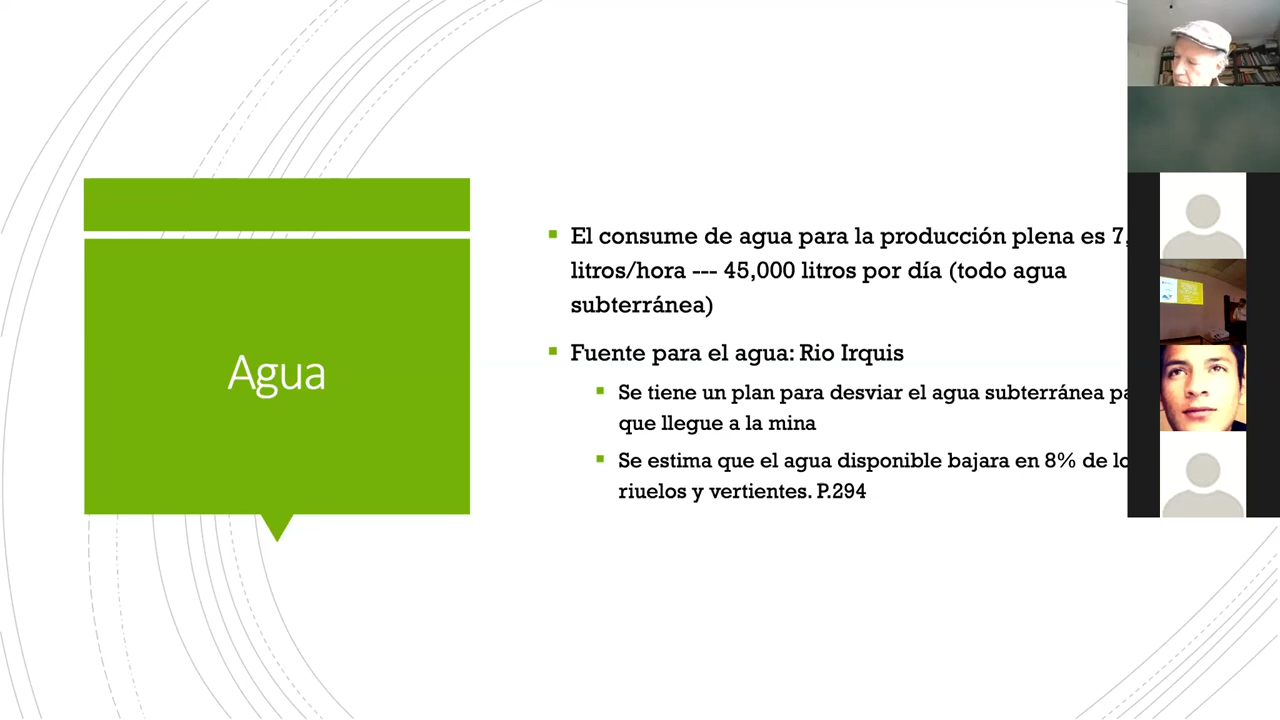 Agua
El consume de agua para la producción plena es 7,
litros/hora --- 45,000 litros por día (todo agua
subterránea)
Fuente para el agua: Rio Irquis
Se tiene un plan para desviar el agua subterránea
que llegue a la mina
Se estima que el agua disponible bajara en 8% de
riuelos y vertientes. P.294